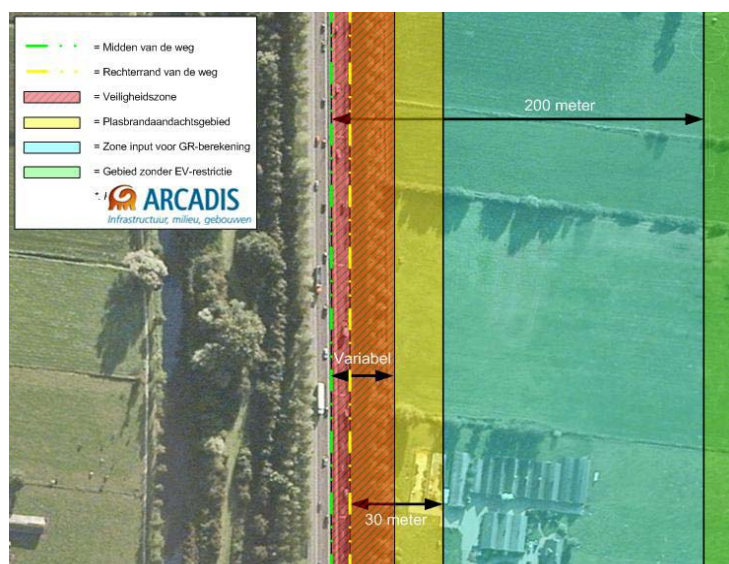 = Midden van de weg
= Rechterrand van de weg
= Veiligheidszone
= Plasbrandaandachtsgebied
= Zone input voor GR-berekening
= Gebied zonder EV-restrictie
ARCADIS
Infrastructuur, milieu, gebouwen
200 meter
Variabel
30 meter